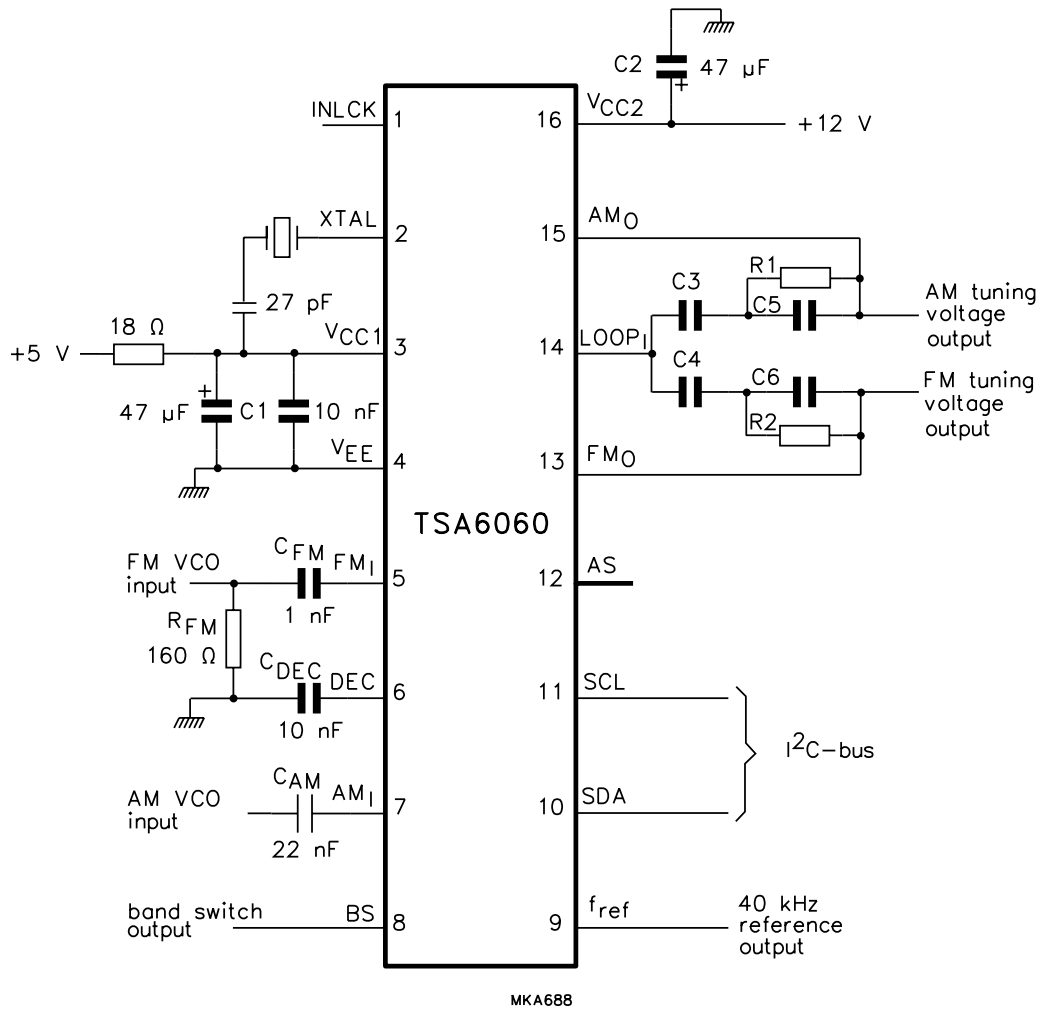 C2
47 µF
+
INLCK
1
16
VCC2
+12 V
XTAL
2
15
AMO
27 pF
R1
C3
C5
AM tuning
voltage
output
18 Ω
+5 V
VCC1
3
14
LOOPI
C4
C6
FM tuning
voltage
output
+
47 µF
C1
10 nF
R2
VEE
4
13
FMO
TSA6060
FM VCO
input
CFM
FMI
5
1 nF
12
AS
RFM
160 Ω
CDEC
DEC
6
10 nF
11
SCL
I2C–bus
AM VCO
input
CAM
AMI
7
22 nF
10
SDA
band switch
output
BS
8
9
fref
40 kHz
reference
output
MKA688